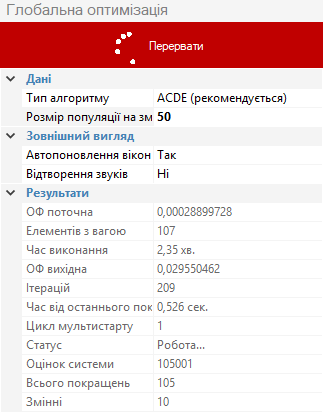 Глобальна оптимізація
Перервати
Дані
Тип алгоритму ACDE (рекомендується)
Розмір популяції на зм 50
Зовнішний вигляд
Автопоновлення вікон Так
Відтворення звуків Ні
Результати
ОФ поточна 0,00028899728
Елементів з вагою 107
Час виконання 2,35 хв.
ОФ вихідна 0,029550462
Ітерацій 209
Час від останнього пок 0,526 сек.
Цикл мультистарту 1
Статус Робота...
Оцінок системи 105001
Всього покращень 105
Змінні 10